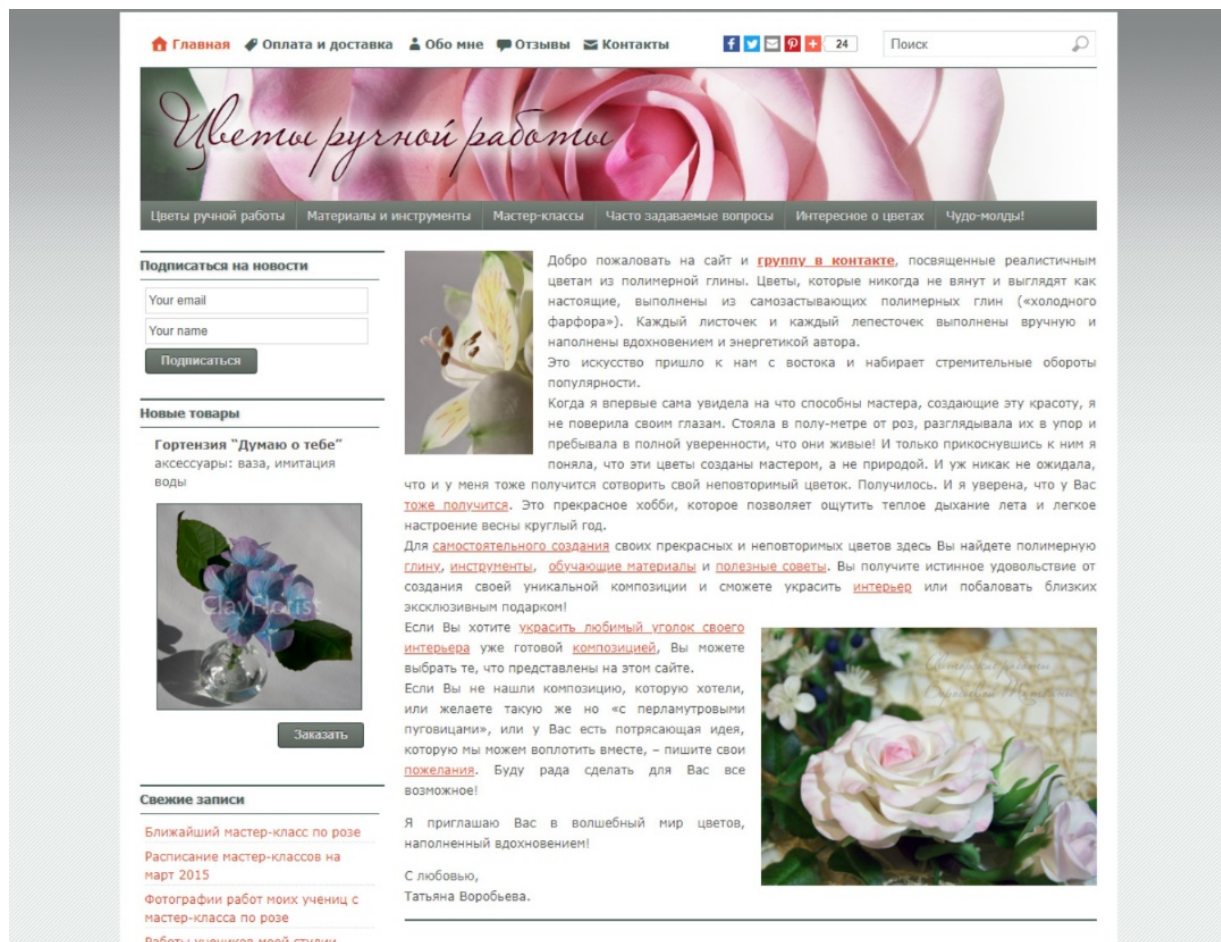 Главная Оплата и доставка Обо мне Отзывы Контакты 24 Поиск
Цветы ручной работы
Цветы ручной работы Материалы и инструменты Мастер-классы Часто задаваемые вопросы Интересное о цветах Чудо-молды!
Подписаться на новости
Your email
Your name
Подписаться
Новые товары
Гортензия “Думаю о тебе”
аксессуары: ваза, имитация
воды
ClayFlorist
Заказать
Свежие записи
Ближайший мастер-класс по розе
Расписание мастер-классов на
март 2015
Фотографии работ моих учениц с
мастер-класса по розе
Работы учеников моей студии
Добро пожаловать на сайт и группу в контакте, посвященные реалистичным
цветам из полимерной глины. Цветы, которые никогда не вянут и выглядят как
настоящие, выполнены из самозастывающих полимерных глин («холодного
фарфора»). Каждый листочек и каждый лепесточек выполнены вручную и
наполнены вдохновением и энергетикой автора.
Это искусство пришло к нам с востока и набирает стремительные обороты
популярности.
Когда я впервые сама увидела на что способны мастера, создающие эту красоту, я
не поверила своим глазам. Стояла в полу-метре от роз, разглядывала их в упор и
пребывала в полной уверенности, что они живые! И только прикоснувшись к ним я
поняла, что эти цветы созданы мастером, а не природой. И уж никак не ожидала,
что и у меня тоже получится сотворить свой неповторимый цветок. Получилось. И я уверена, что у Вас
тоже получится. Это прекрасное хобби, которое позволяет ощутить теплое дыхание лета и легкое
настроение весны круглый год.
Для самостоятельного создания своих прекрасных и неповторимых цветов здесь Вы найдете полимерную
глину, инструменты, обучающие материалы и полезные советы. Вы получите истинное удовольствие от
создания своей уникальной композиции и сможете украсить интерьер или побаловать близких
эксклюзивным подарком!
Если Вы хотите украсить любимый уголок своего
интерьера уже готовой композицией, Вы можете
выбрать те, что представлены на этом сайте.
Если Вы не нашли композицию, которую хотели,
или желаете такую же но «с перламутровыми
пуговицами», или у Вас есть потрясающая идея,
которую мы можем воплотить вместе, – пишите свои
пожелания. Буду рада сделать для Вас все
возможное!
Я приглашаю Вас в волшебный мир цветов,
наполненный вдохновением!
С любовью,
Татьяна Воробьева.
Авторские работы
Воробьевой Татьяны